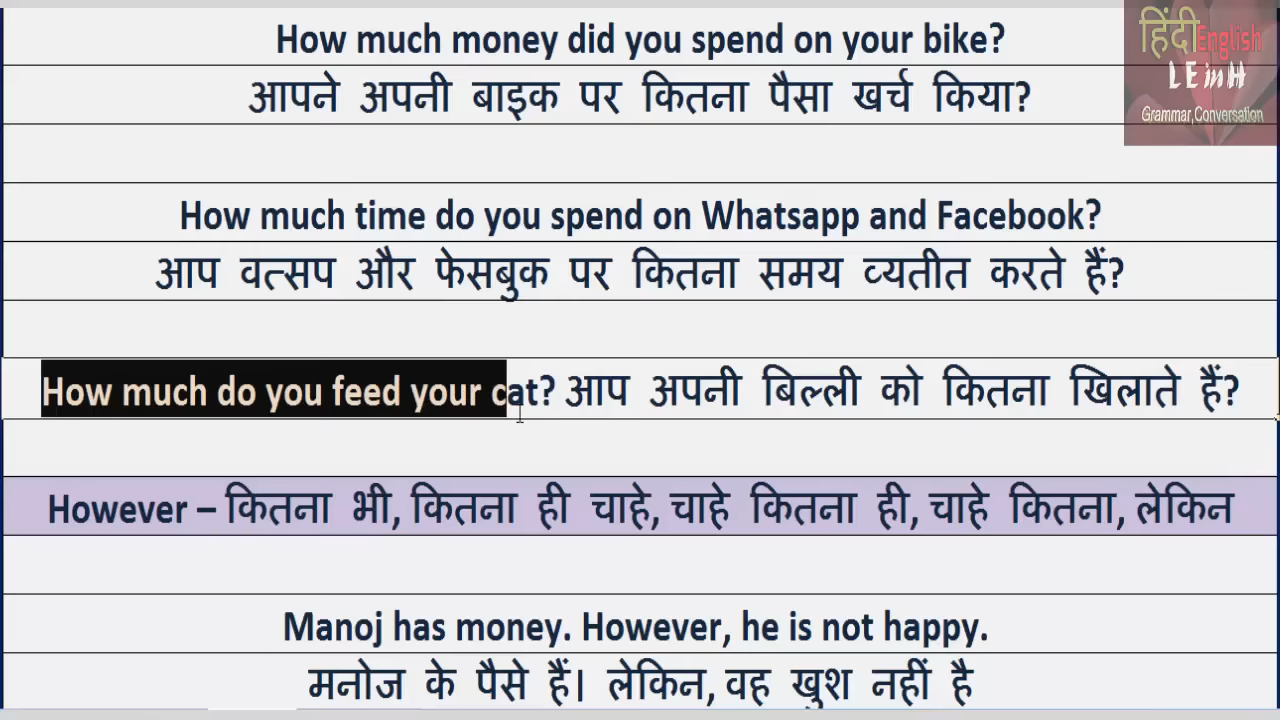 How much money did you spend on your bike?
आपने अपनी बाइक पर कितना पैसा खर्च किया?
How much time do you spend on Whatsapp and Facebook?
आप वत्सप और फेसबुक पर कितना समय व्यतीत करते हैं?
How much do you feed your cat? आप अपनी बिल्ली को कितना खिलाते हैं?
However – कितना भी, कितना ही चाहे, चाहे कितना ही, चाहे कितना, लेकिन
Manoj has money. However, he is not happy.
मनोज के पैसे हैं। लेकिन, वह खुश नहीं है
हिंदी English
L E in H
Grammar,Conversation